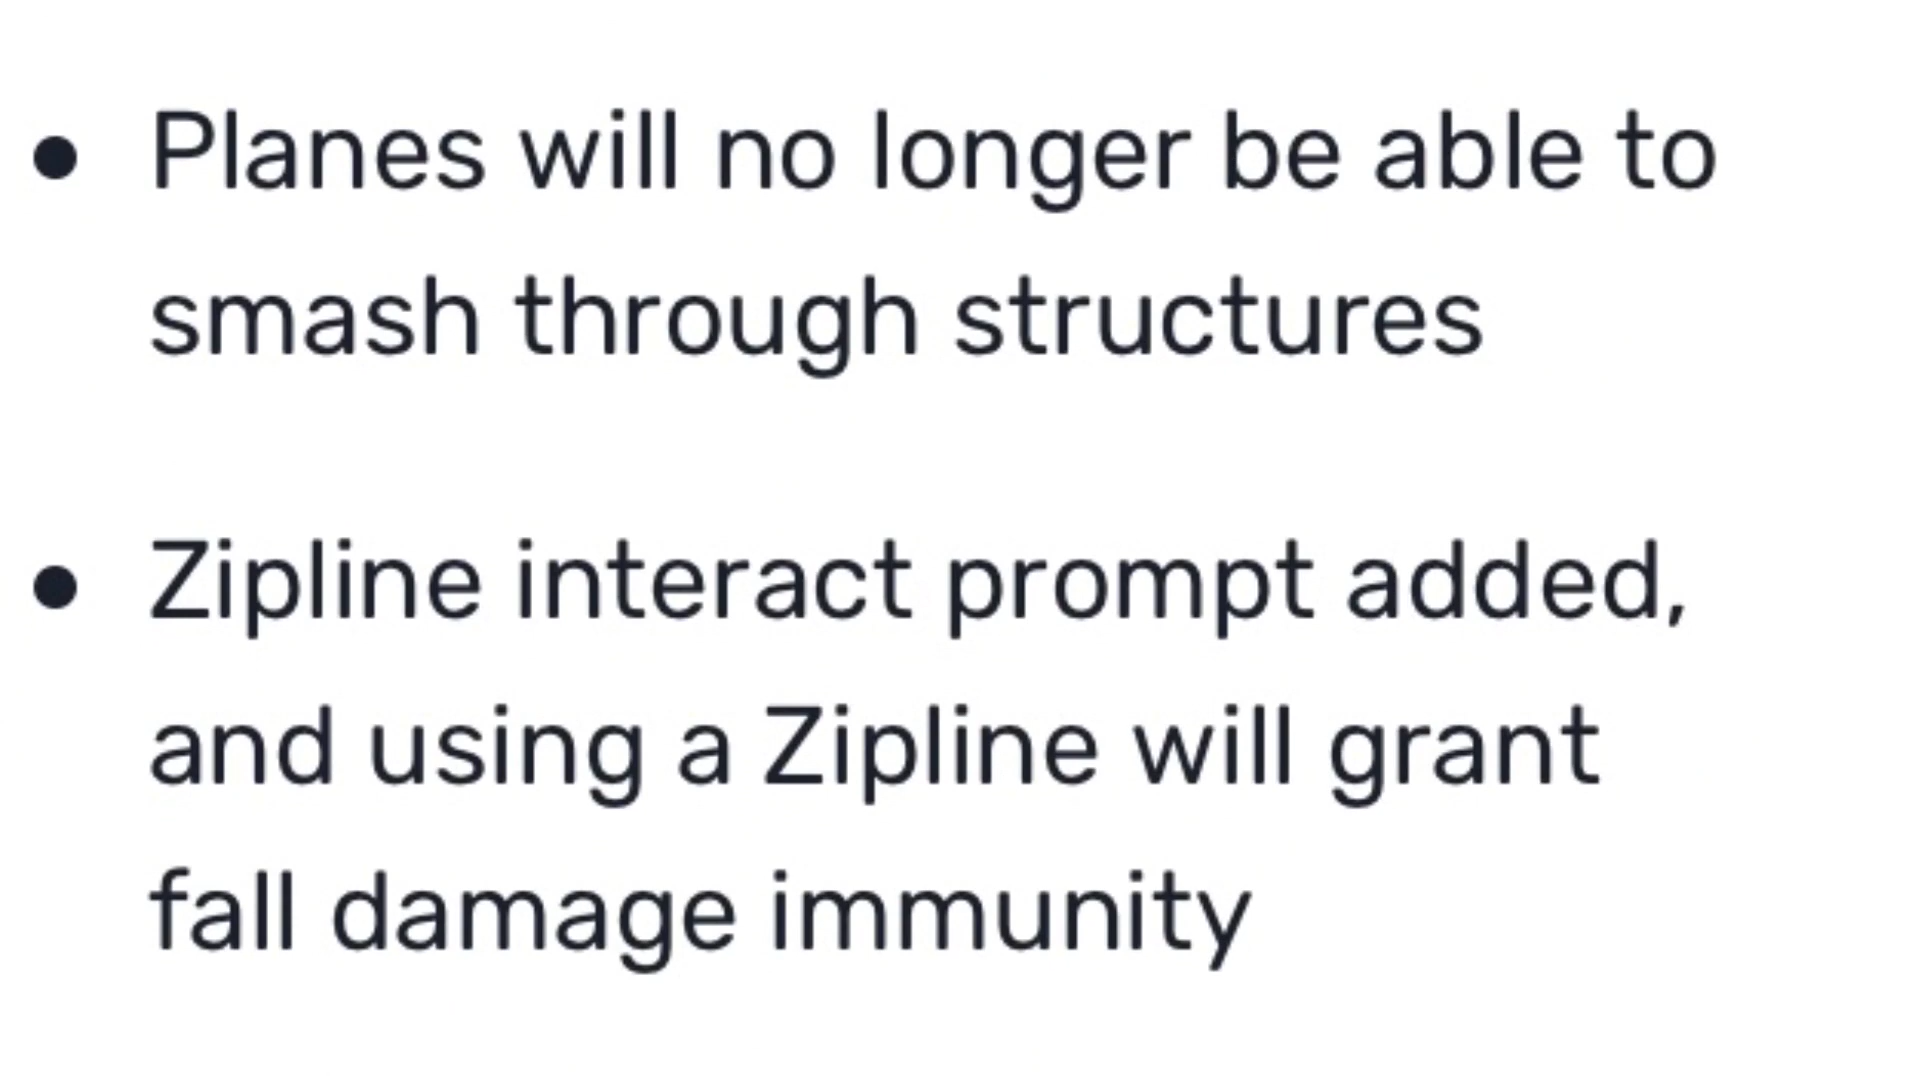 • Planes will no longer be able to
smash through structures
• Zipline interact prompt added,
and using a Zipline will grant
fall damage immunity